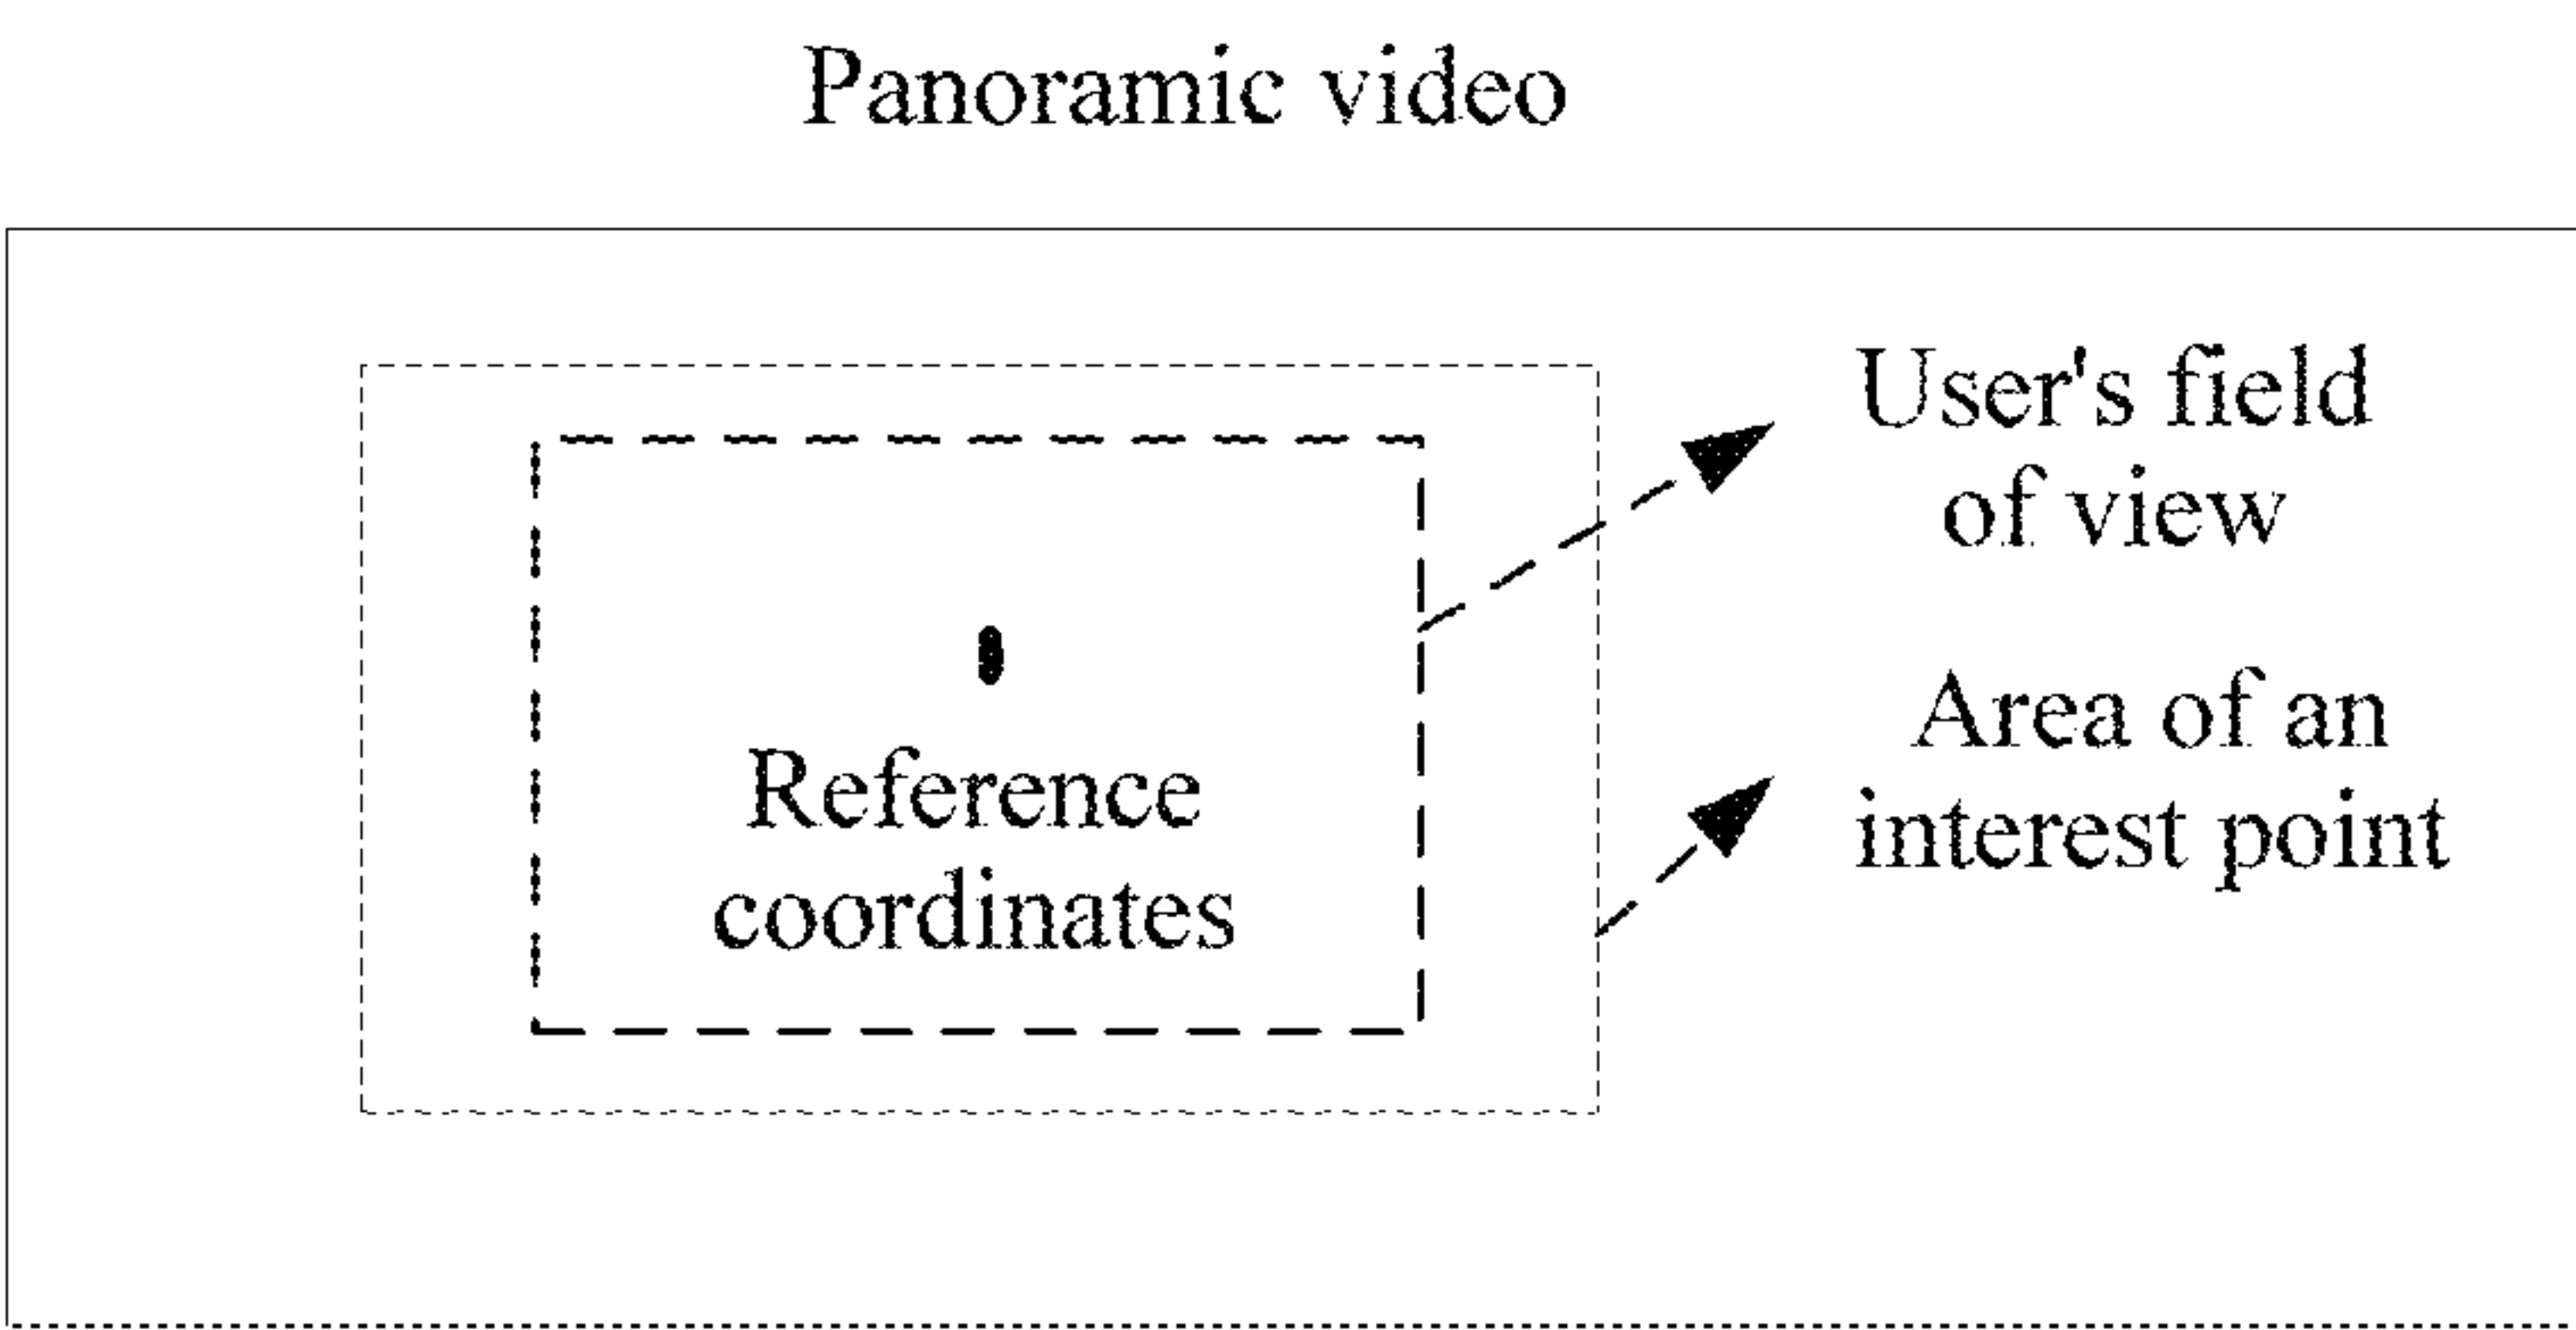 Panoramic video
User's field
of view
Area of an
interest point
Reference
coordinates